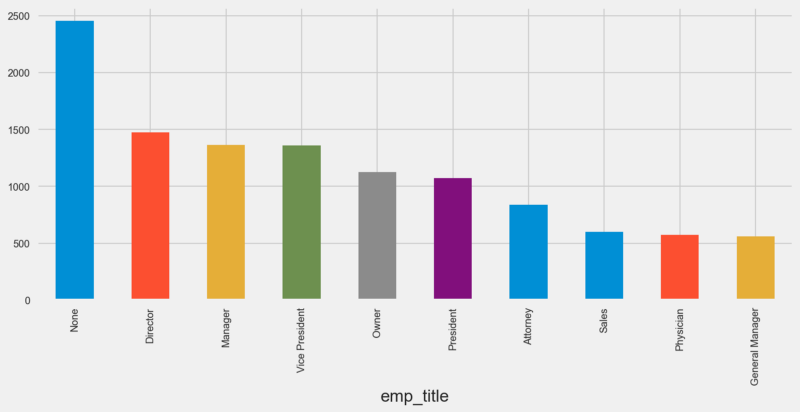 2500
2000
1500
1000
500
0
None
Director
Manager
Vice President
Owner
President
Attorney
Sales
Physician
General Manager
emp_title